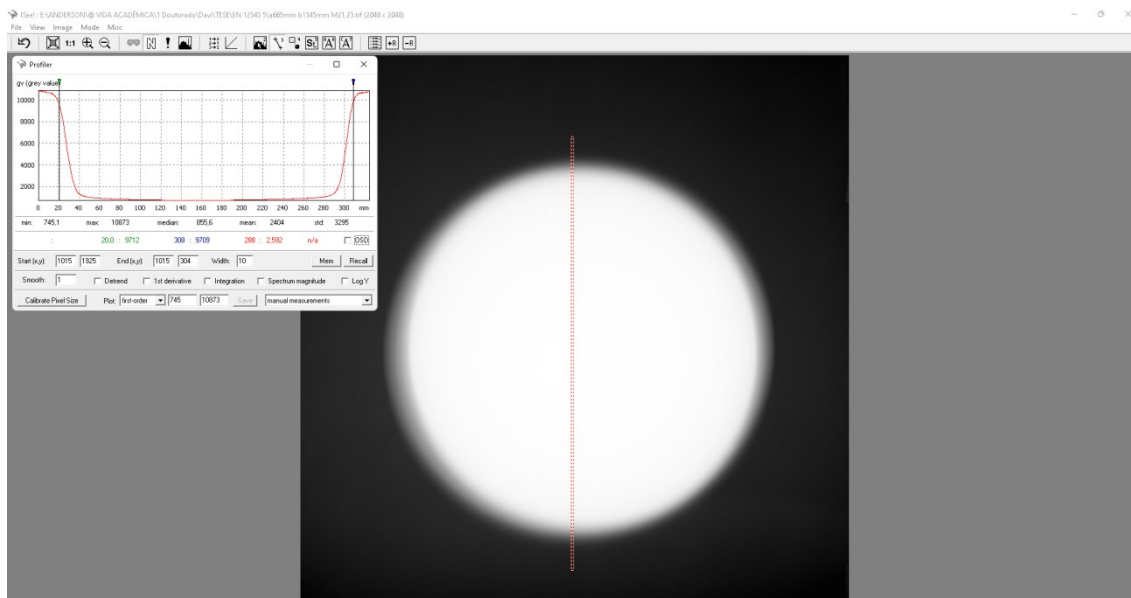 ISee! : E:\ANDERSON\@ VIDA ACADÊMICA\1 Doutorado\Davi\TESE\EN 12543 5\a665mm b1345mm M21,23.tif (2048 x 2048)
File View Image Mode Misc
1:1
Profiler
gv (grey value)
10000
8000
6000
4000
2000
0 20 40 60 80 100 120 140 160 180 200 220 240 260 280 300 mm
min: 745,1 max: 10873 median: 855,6 mean: 2404 std: 3295
: 20.0 : 9712 308 : 9709 288 : 2.592 n/a OSD
Start (x,y): 1015 1925 End (x,y): 1015 304 Width: 10 Mem Recall
Smooth: 1 Detrend 1st derivative Integration Spectrum magnitude Log Y
Calibrate Pixel Size Plot: first-order 745 10873 Save manual measurements